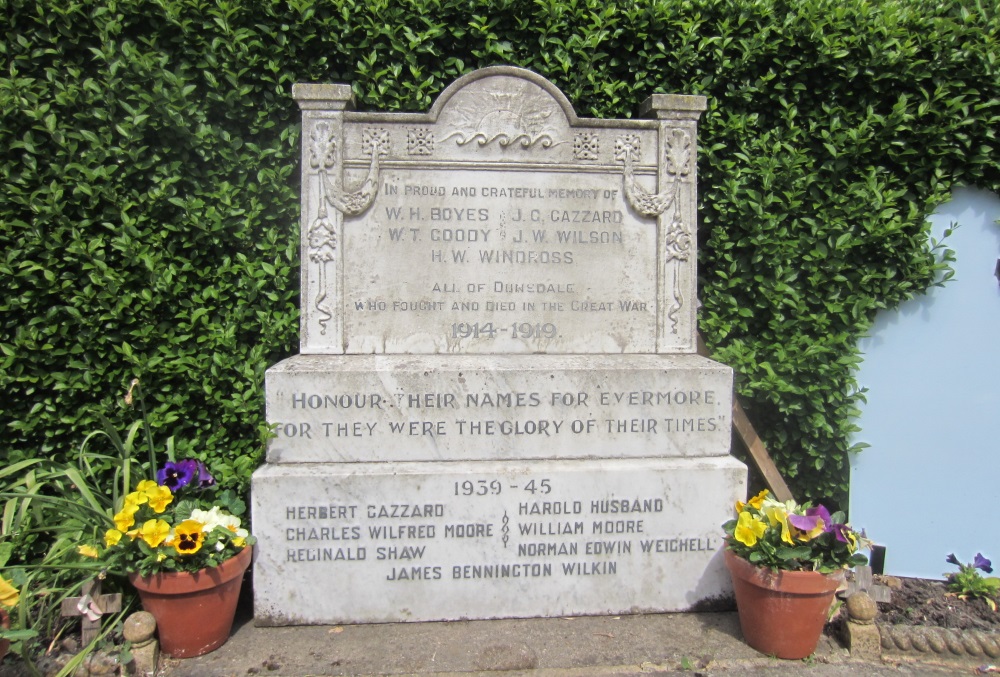 IN PROUD AND GRATEFUL MEMORY OF
W. H. BOYES J. C. GAZZARD
W. T. GOODY J. W. WILSON
H. W. WINDROSS
ALL OF DUNSDALE
WHO FOUGHT AND DIED IN THE GREAT WAR
1914-1919.
"HONOUR THEIR NAMES FOR EVERMORE,
FOR THEY WERE THE GLORY OF THEIR TIMES."
1939-45
HERBERT GAZZARD HAROLD HUSBAND
CHARLES WILFRED MOORE WILLIAM MOORE
REGINALD SHAW NORMAN EDWIN WEIGHELL
JAMES BENNINGTON WILKIN